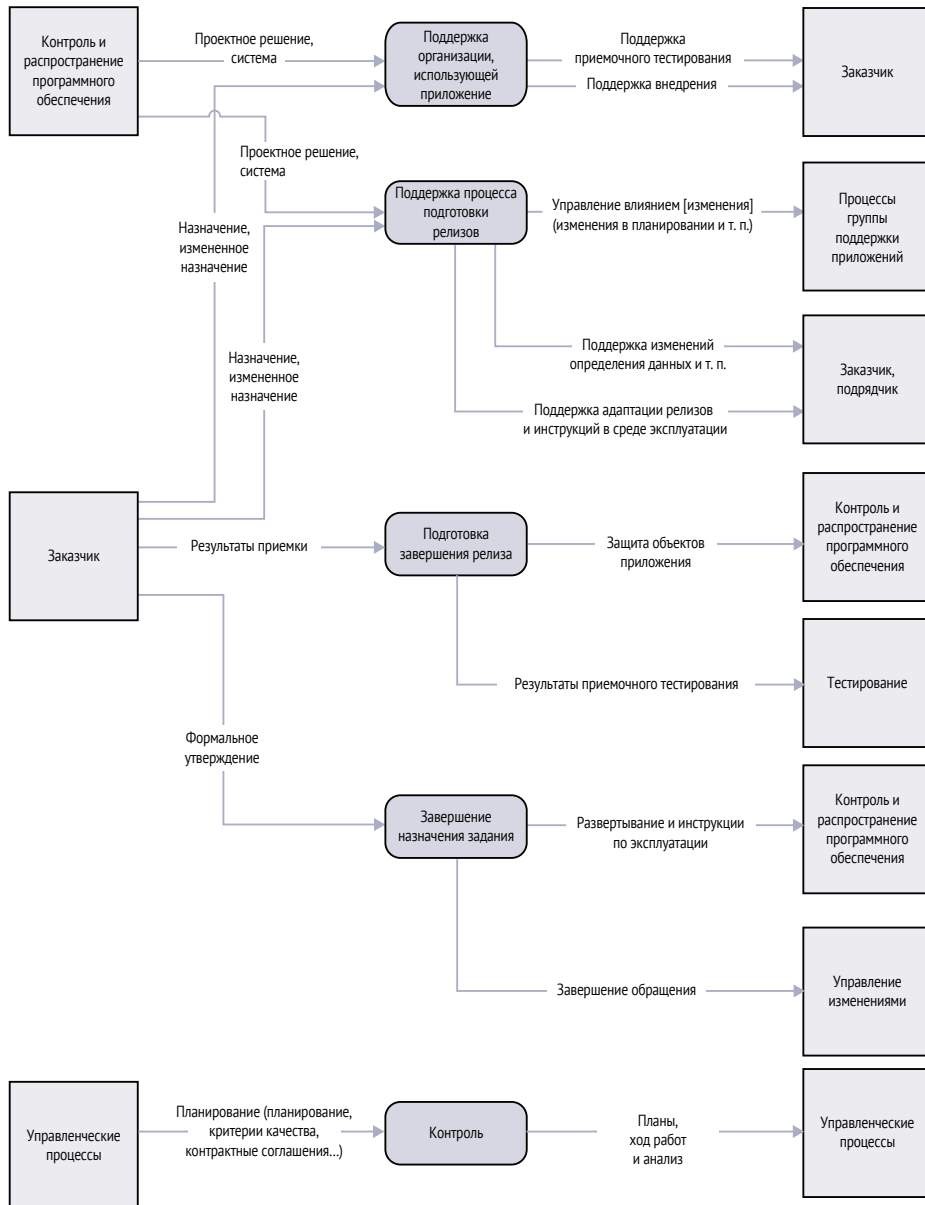 Контроль и
распространие
программного
обеспечения
Проектное решение,
система
Поддержка
организации,
использующей
приложение
Поддержка
приемочного тестирования
Поддержка внедрения
Заказчик
Проектное решение,
система
Назначение,
измененное
назначение
Поддержка процесса
подготовки
релизов
Управление влиянием [изменения]
(изменения в планировании и т. п.)
Процессы
группы
поддержки
приложений
Назначение,
измененное
назначение
Поддержка изменений
определения данных и т. п.
Поддержка адаптации релизов
и инструкций в среде эксплуатации
Заказчик,
подрядчик
Заказчик
Результаты приемки
Подготовка
завершения релиза
Защита объектов
приложения
Контроль и
распространение
программного
обеспечения
Результаты приемочного тестирования
Тестирование
Формальное
утверждение
Завершение
назначения задания
Развертывание и инструкции
по эксплуатации
Контроль и
распространение
программного
обеспечения
Завершение обращения
Управление
изменениями
Управленческие
процессы
Планирование (планирование,
критерии качества,
контрактные соглашения...)
Контроль
Планы,
ход работ
и анализ
Управленческие
процессы